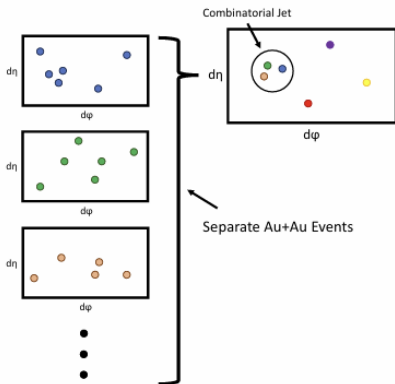 Combinatorial Jet
dη
dφ
dη
dφ
dη
dφ
Separate Au+Au Events
dη
dφ